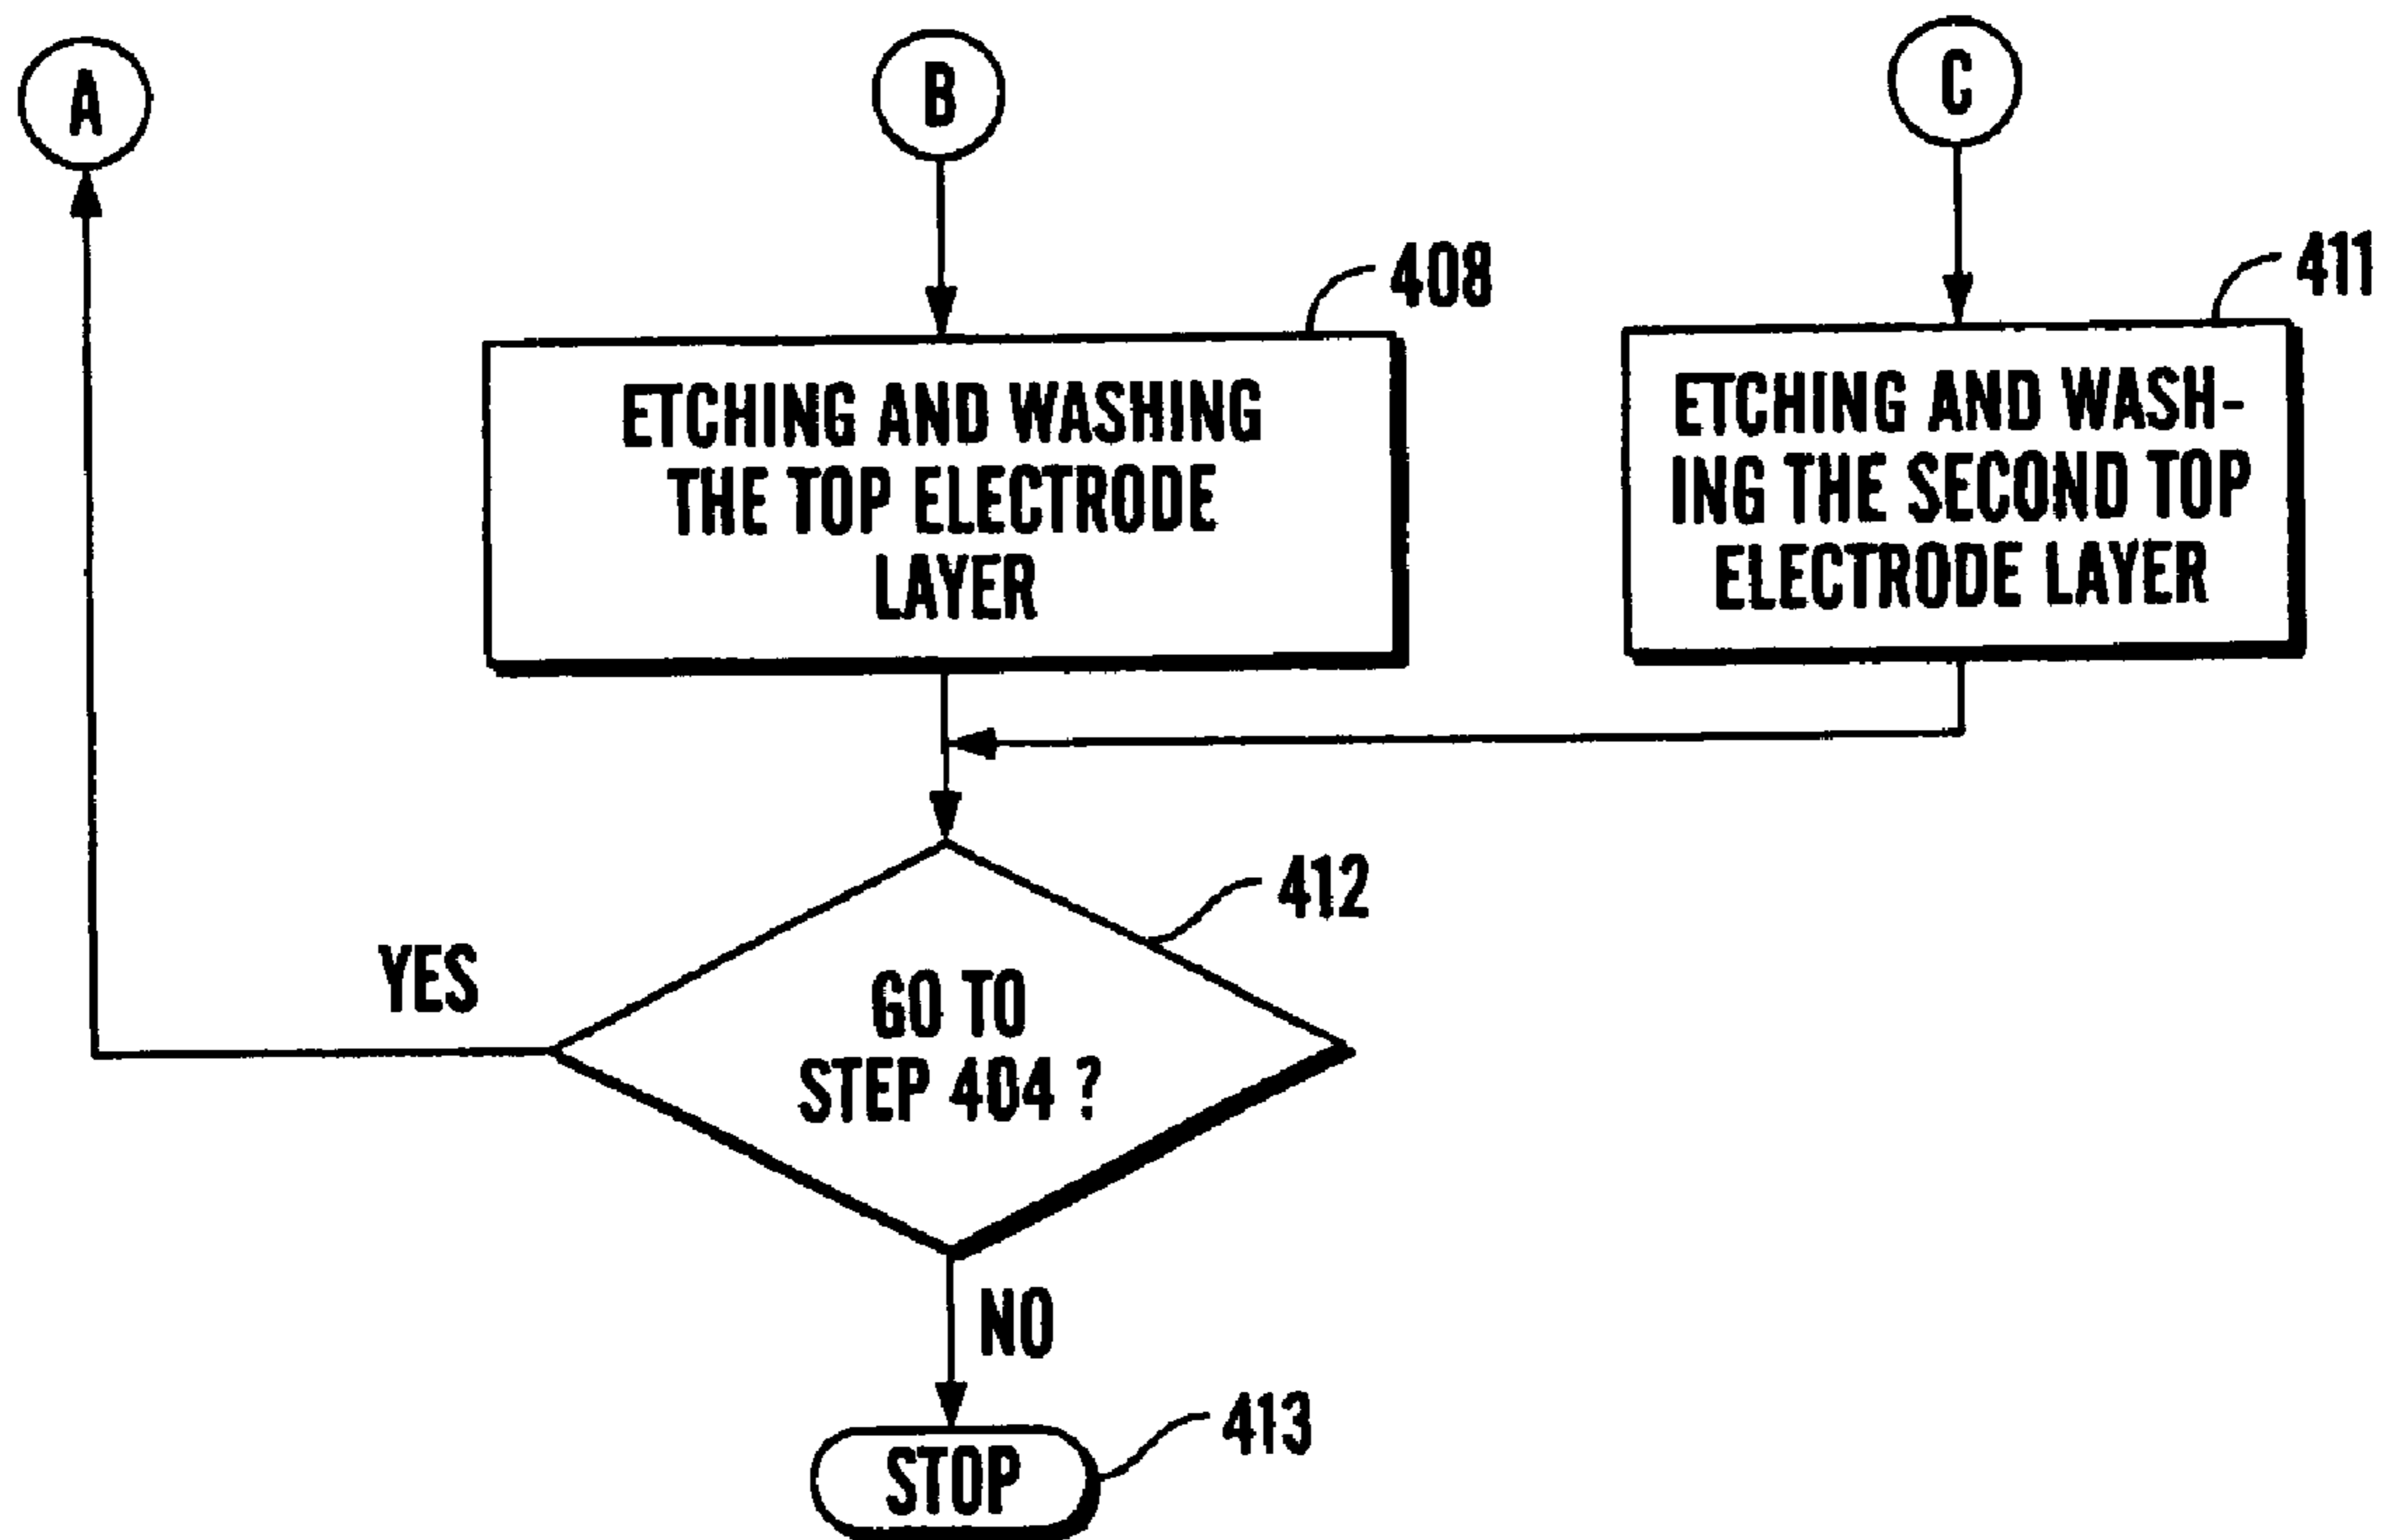 A
B
C
408
411
ETCHING AND WASHING
THE TOP ELECTRODE
LAYER
ETCHING AND WASH-
ING THE SECOND TOP
ELECTRODE LAYER
412
YES
GO TO
STEP 404 ?
NO
413
STOP